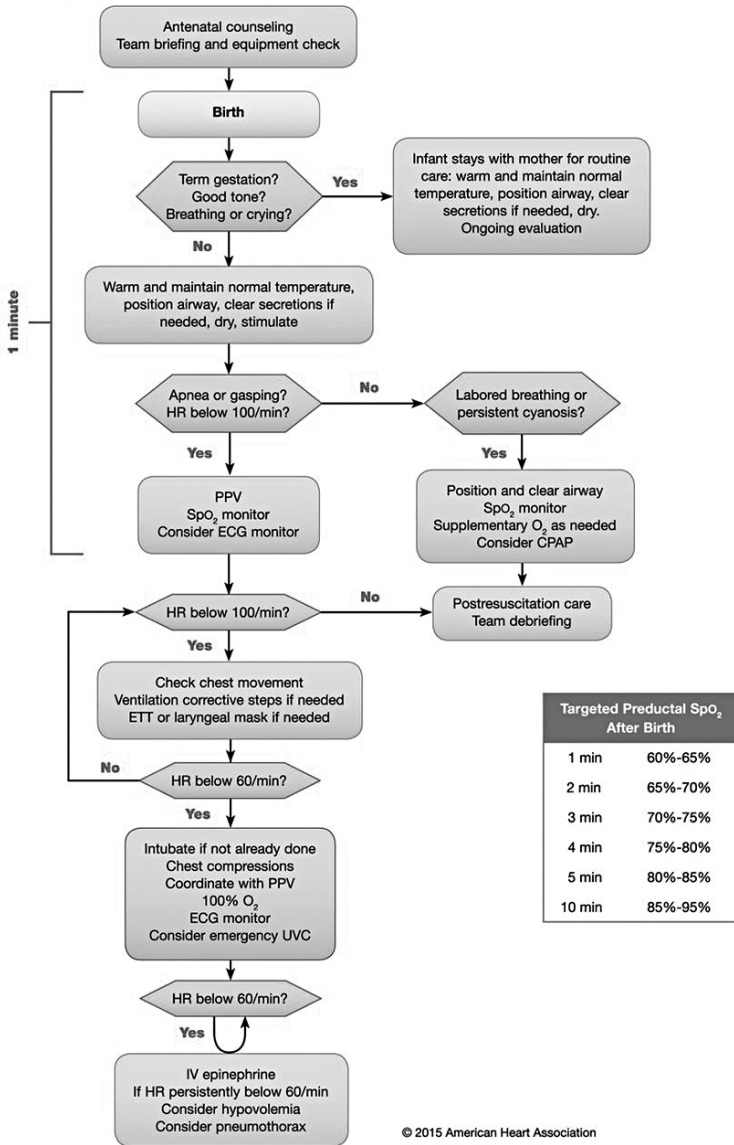 Antenatal counseling
Team briefing and equipment check
Birth
Term gestation?
Good tone?
Breathing or crying?
Yes
Infant stays with mother for routine
care: warm and maintain normal
temperature, position airway, clear
secretions if needed, dry.
Ongoing evaluation
No
1 minute
Warm and maintain normal temperature,
position airway, clear secretions if
needed, dry, stimulate
Apnea or gasping?
HR below 100/min?
No
Labored breathing or
persistent cyanosis?
Yes
Yes
PPV
SpO₂ monitor
Consider ECG monitor
Position and clear airway
SpO₂ monitor
Supplementary O₂ as needed
Consider CPAP
HR below 100/min?
No
Postresuscitation care
Team debriefing
Yes
Check chest movement
Ventilation corrective steps if needed
ETT or laryngeal mask if needed
No
HR below 60/min?
Yes
Intubate if not already done
Chest compressions
Coordinate with PPV
100% O₂
ECG monitor
Consider emergency UVC
HR below 60/min?
Yes
IV epinephrine
If HR persistently below 60/min
Consider hypovolemia
Consider pneumothorax
Targeted Preductal SpO₂
After Birth
1 min 60%-65%
2 min 65%-70%
3 min 70%-75%
4 min 75%-80%
5 min 80%-85%
10 min 85%-95%
© 2015 American Heart Association